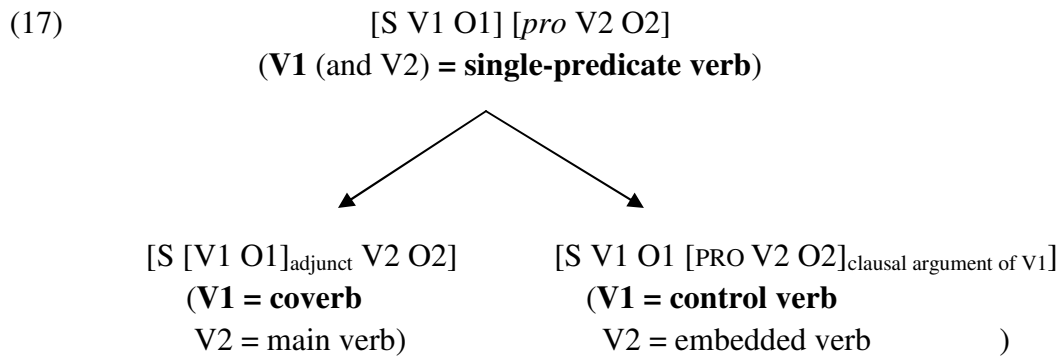 (17) [S V1 O1] [pro V2 O2]
(V1 (and V2) = single-predicate verb)
[S [V1 O1]adjunct V2 O2] [S V1 O1 [PRO V2 O2]clausal argument of V1]
(V1 = coverb (V1 = control verb
V2 = main verb) V2 = embedded verb )